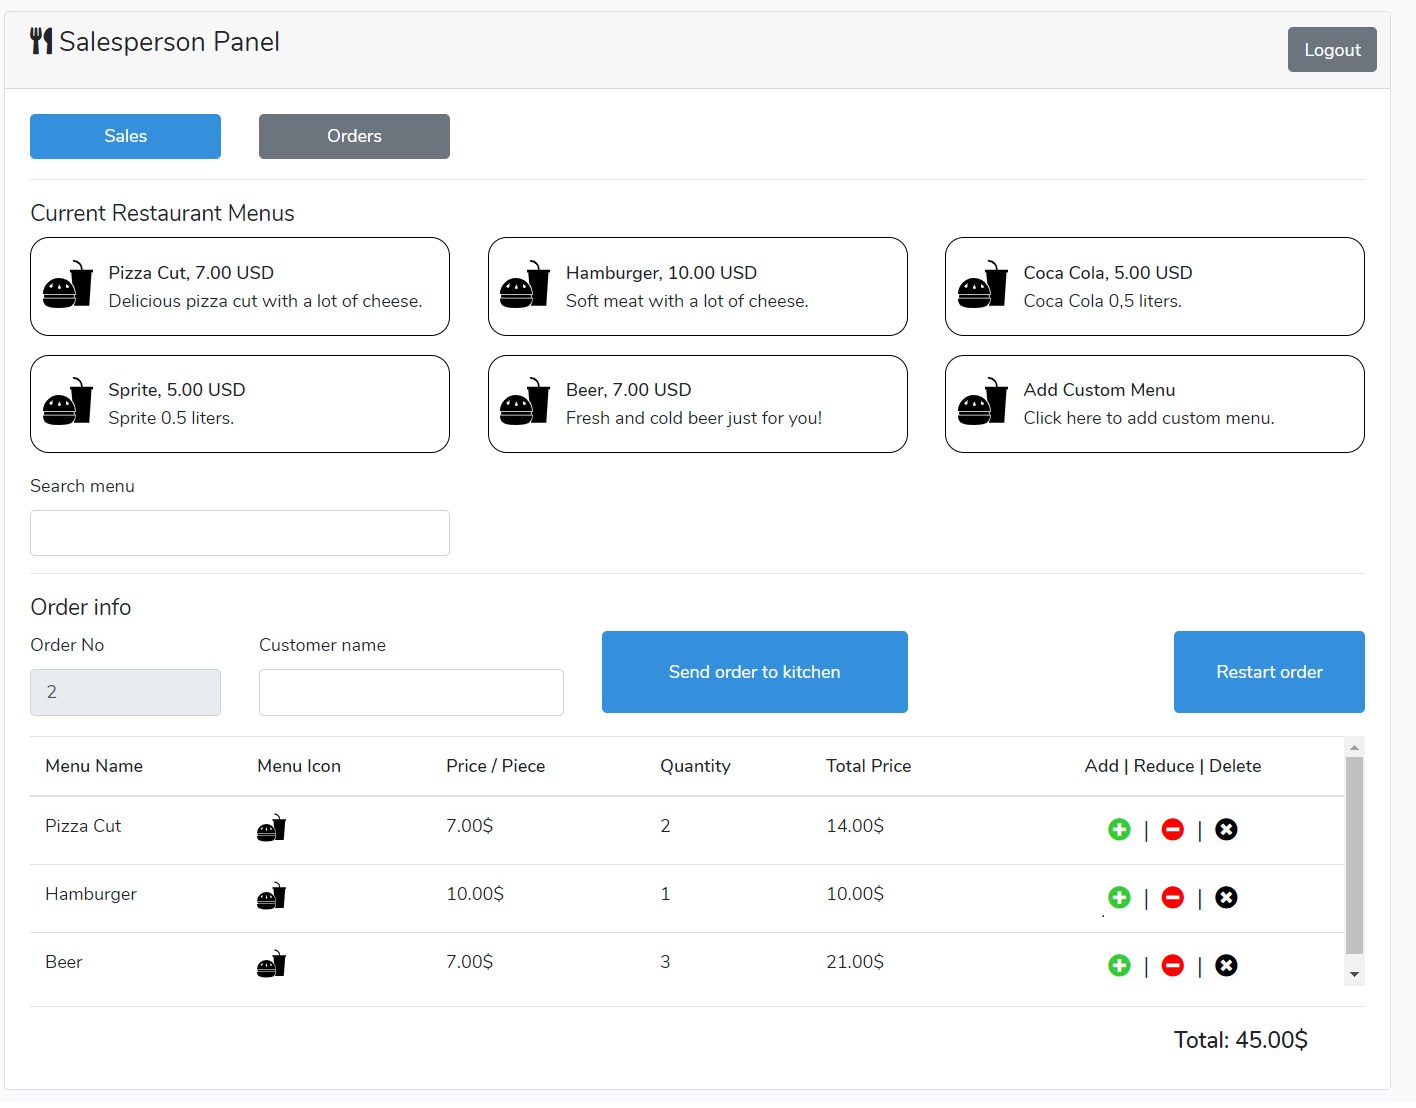 Salesperson Panel
Logout
Sales
Orders
Current Restaurant Menus
Pizza Cut, 7.00 USD
Delicious pizza cut with a lot of cheese.
Hamburger, 10.00 USD
Soft meat with a lot of cheese.
Coca Cola, 5.00 USD
Coca Cola 0,5 liters.
Sprite, 5.00 USD
Sprite 0.5 liters.
Beer, 7.00 USD
Fresh and cold beer just for you!
Add Custom Menu
Click here to add custom menu.
Search menu
Order info
Order No
Customer name
2
Send order to kitchen
Restart order
Menu Name Menu Icon Price / Piece Quantity Total Price Add | Reduce | Delete
Pizza Cut 7.00$ 2 14.00$ | |
Hamburger 10.00$ 1 10.00$ | |
Beer 7.00$ 3 21.00$ | |
Total: 45.00$